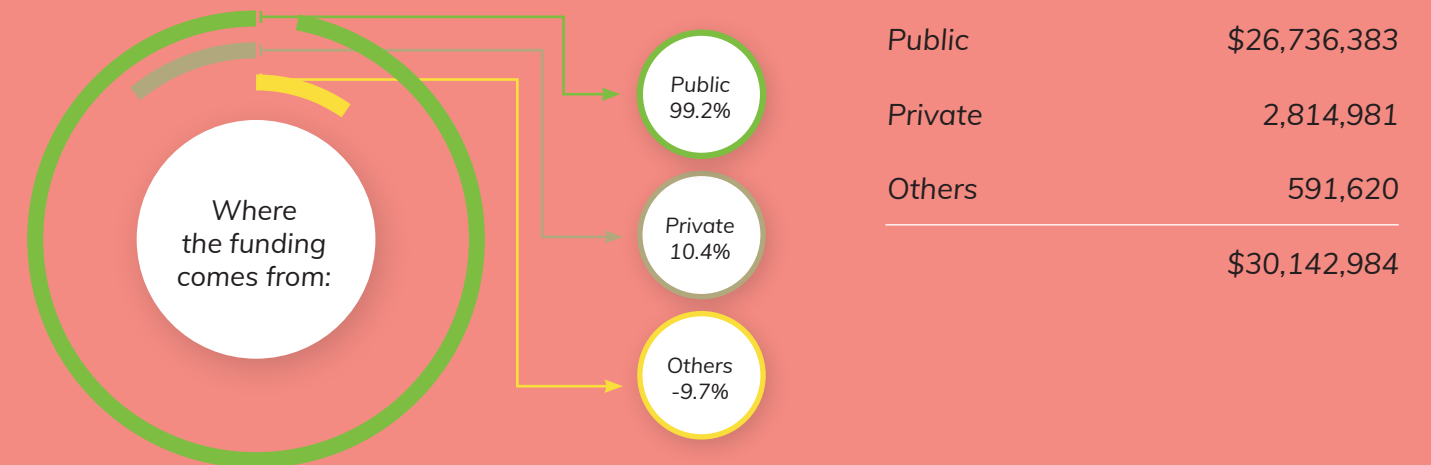 Where
the funding
comes from:
Public
99.2%
Private
10.4%
Others
-9.7%
Public $26,736,383
Private 2,814,981
Others 591,620
$30,142,984